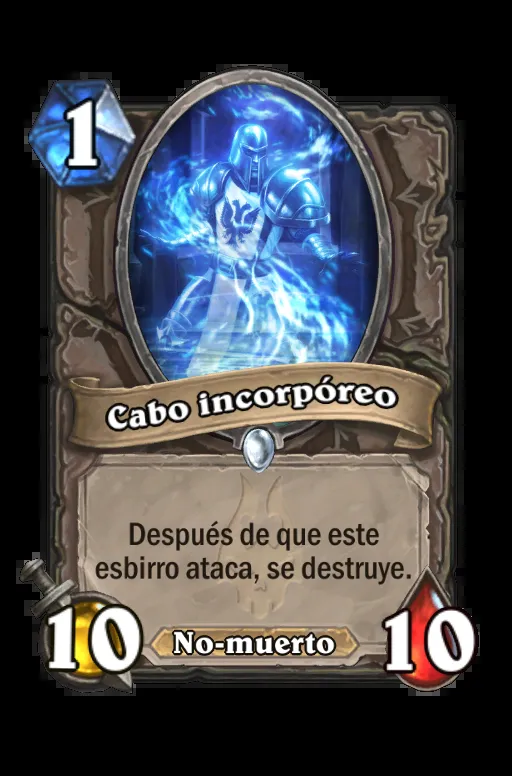 1
Cabo incorpóreo
Después de que este
esbirro ataca, se destruye.
10
No-muerto
10